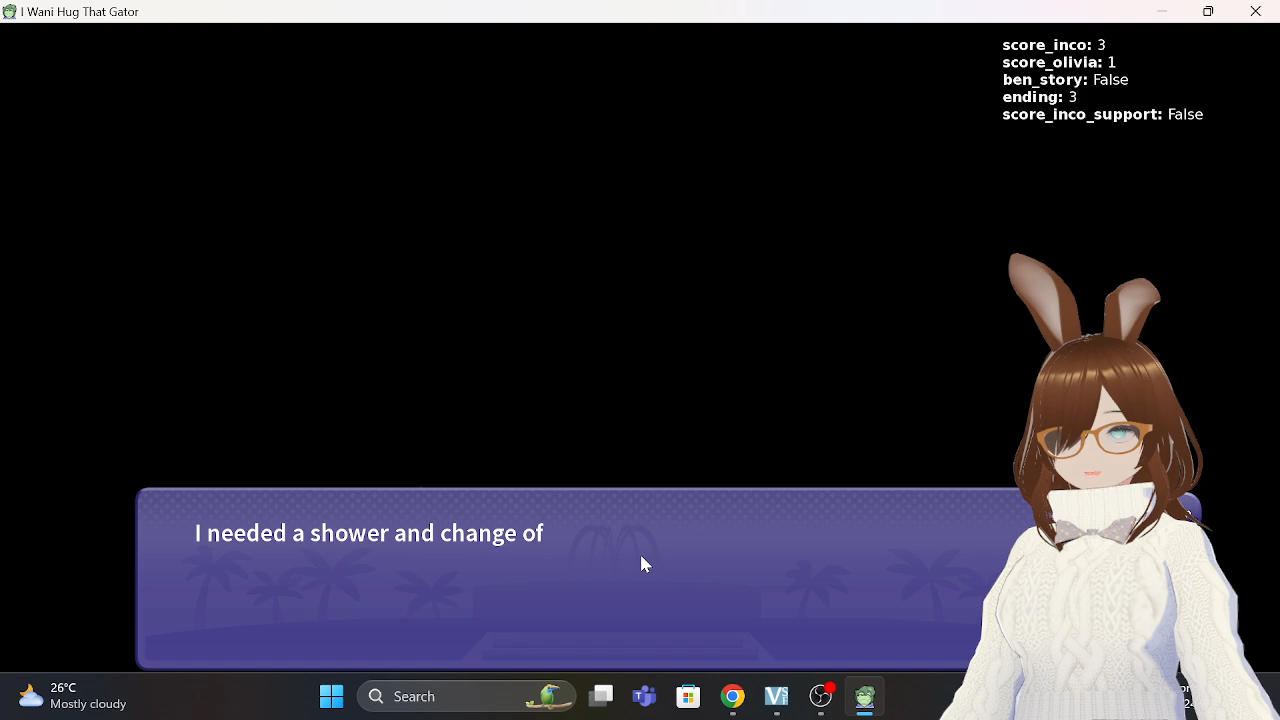 I Wani Hug That Gator
score_inco: 3
score_olivia: 1
ben_story: False
ending: 3
score_inco_support: False
I needed a shower and change of
26°C
Mostly cloudy
Search